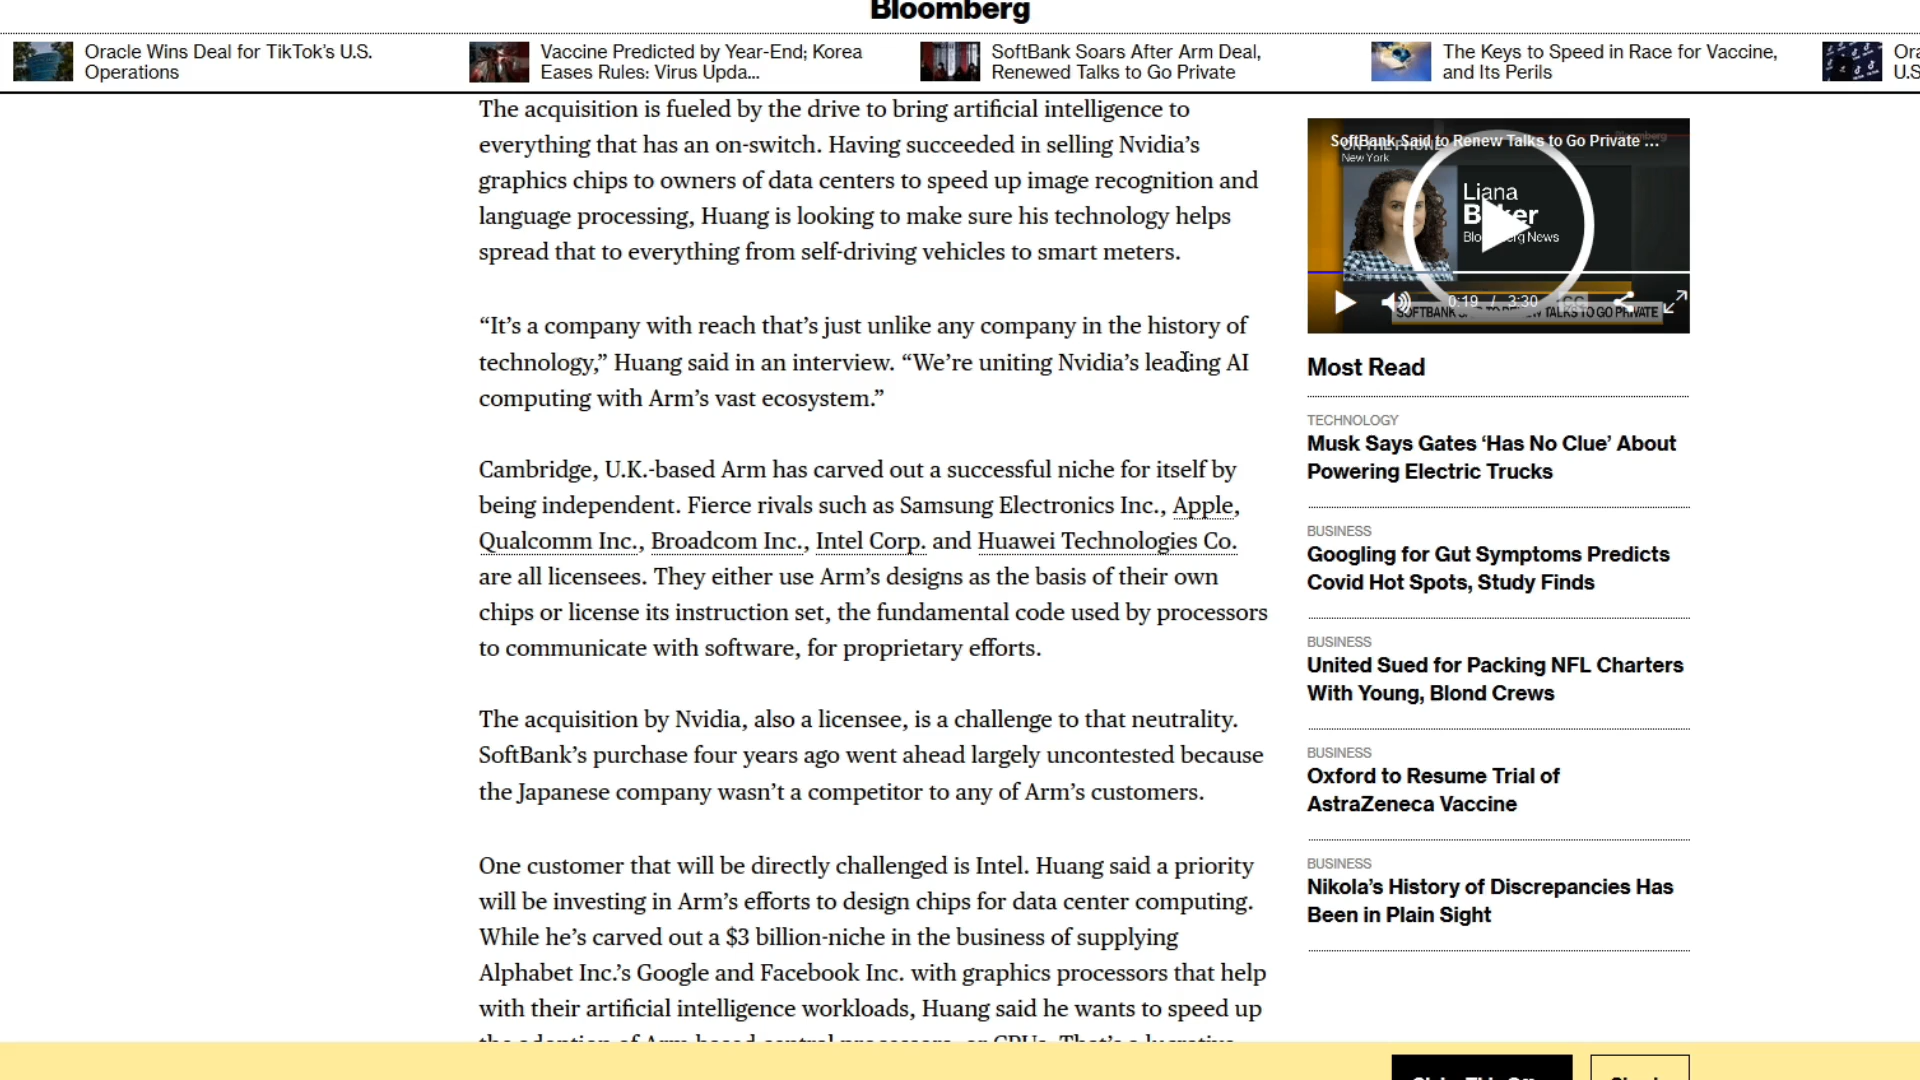 Bloomberg
Oracle Wins Deal for TikTok’s U.S.
Operations
Vaccine Predicted by Year-End; Korea
Eases Rules: Virus Upda...
SoftBank Soars After Arm Deal,
Renewed Talks to Go Private
The Keys to Speed in Race for Vaccine,
and Its Perils
The acquisition is fueled by the drive to bring artificial intelligence to
everything that has an on-switch. Having succeeded in selling Nvidia’s
graphics chips to owners of data centers to speed up image recognition and
language processing, Huang is looking to make sure his technology helps
spread that to everything from self-driving vehicles to smart meters.
“It’s a company with reach that’s just unlike any company in the history of
technology,” Huang said in an interview. “We’re uniting Nvidia’s leading AI
computing with Arm’s vast ecosystem.”
Cambridge, U.K.-based Arm has carved out a successful niche for itself by
being independent. Fierce rivals such as Samsung Electronics Inc., Apple,
Qualcomm Inc., Broadcom Inc., Intel Corp. and Huawei Technologies Co.
are all licensees. They either use Arm’s designs as the basis of their own
chips or license its instruction set, the fundamental code used by processors
to communicate with software, for proprietary efforts.
The acquisition by Nvidia, also a licensee, is a challenge to that neutrality.
SoftBank’s purchase four years ago went ahead largely uncontested because
the Japanese company wasn’t a competitor to any of Arm’s customers.
One customer that will be directly challenged is Intel. Huang said a priority
will be investing in Arm’s efforts to design chips for data center computing.
While he’s carved out a $3 billion-niche in the business of supplying
Alphabet Inc.’s Google and Facebook Inc. with graphics processors that help
with their artificial intelligence workloads, Huang said he wants to speed up
SoftBank Said to Renew Talks to Go Private ...
New York
Liana
News
0:19 / 3:30
CC
Most Read
TECHNOLOGY
Musk Says Gates ‘Has No Clue’ About
Powering Electric Trucks
BUSINESS
Googling for Gut Symptoms Predicts
Covid Hot Spots, Study Finds
BUSINESS
United Sued for Packing NFL Charters
With Young, Blond Crews
BUSINESS
Oxford to Resume Trial of
AstraZeneca Vaccine
BUSINESS
Nikola’s History of Discrepancies Has
Been in Plain Sight